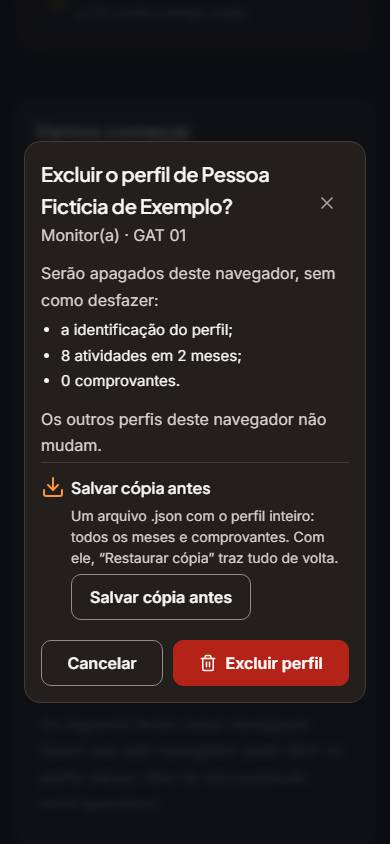 Excluir o perfil de Pessoa
Fictícia de Exemplo?
Monitor(a) · GAT 01
Serão apagados deste navegador, sem
como desfazer:
• a identificação do perfil;
• 8 atividades em 2 meses;
• 0 comprovantes.
Os outros perfis deste navegador não
mudam.
Salvar cópia antes
Um arquivo .json com o perfil inteiro:
todos os meses e comprovantes. Com
ele, “Restaurar cópia” traz tudo de volta.
Salvar cópia antes
Cancelar
Excluir perfil